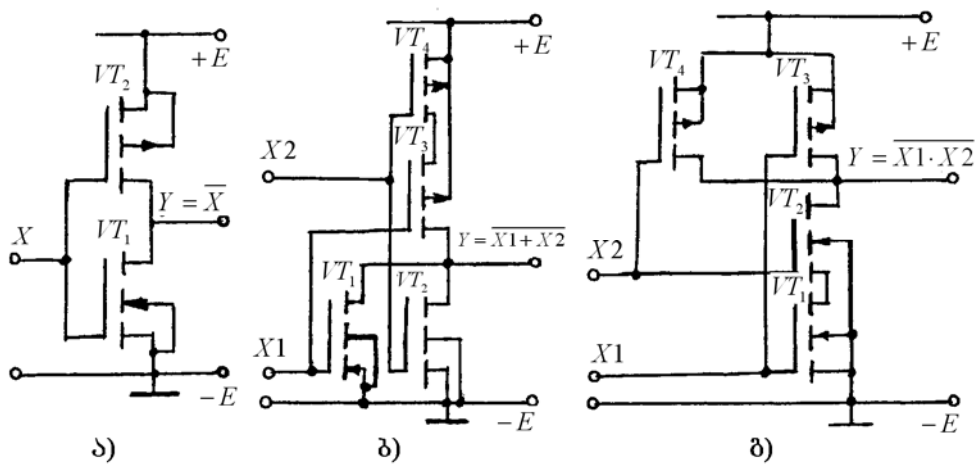 +E
VT₂
X
Y = X̅
VT₁
−E
ა)
+E
VT₄
X2
VT₃
Y = \overline{X1 + X2}
VT₁
VT₂
X1
−E
ბ)
+E
VT₄
VT₃
Y = \overline{X1 · X2}
VT₂
X2
VT₁
X1
−E
გ)